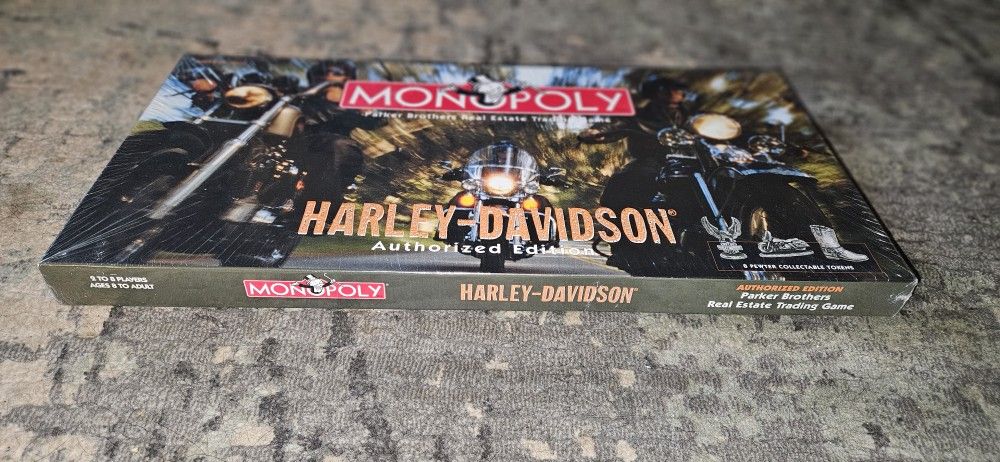 MONOPOLY
Parker Brothers Real Estate Trading Game
HARLEY-DAVIDSON®
Authorized Edition
8 PEWTER COLLECTABLE TOKENS
2 TO 8 PLAYERS
AGES 8 TO ADULT
MONOPOLY
HARLEY-DAVIDSON
AUTHORIZED EDITION
Parker Brothers
Real Estate Trading Game